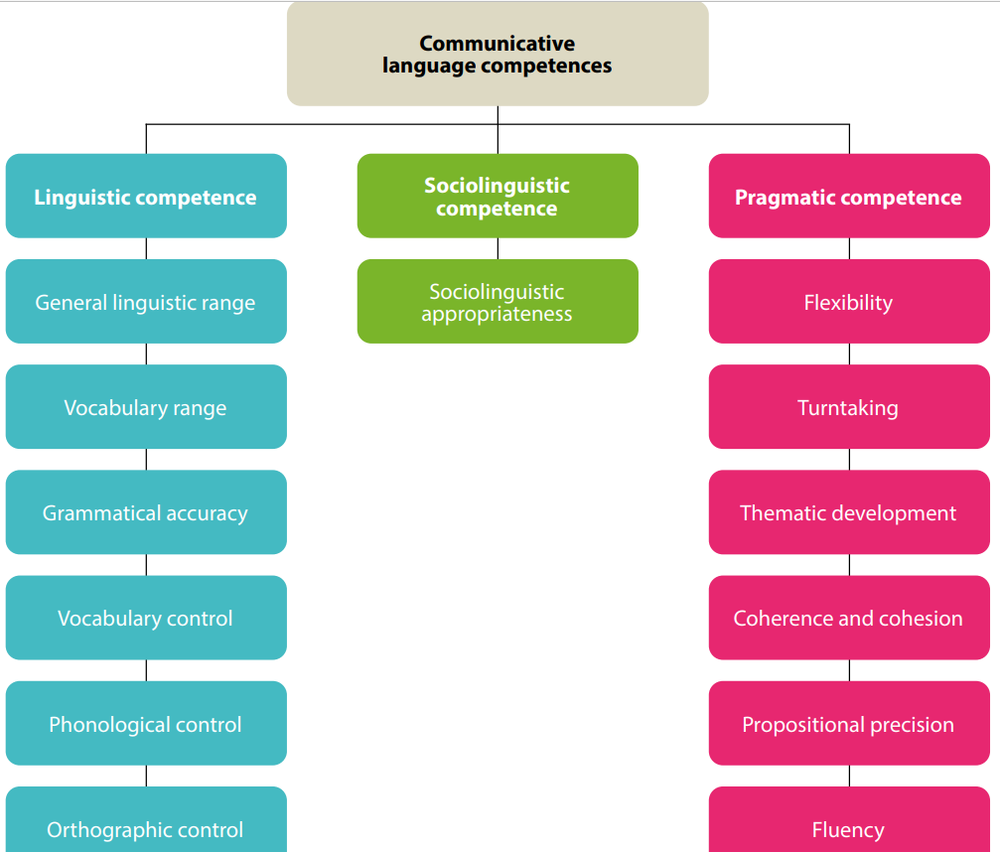 Communicative
language competences
Linguistic competence
General linguistic range
Vocabulary range
Grammatical accuracy
Vocabulary control
Phonological control
Orthographic control
Sociolinguistic
competence
Sociolinguistic
appropriateness
Pragmatic competence
Flexibility
Turntaking
Thematic development
Coherence and cohesion
Propositional precision
Fluency